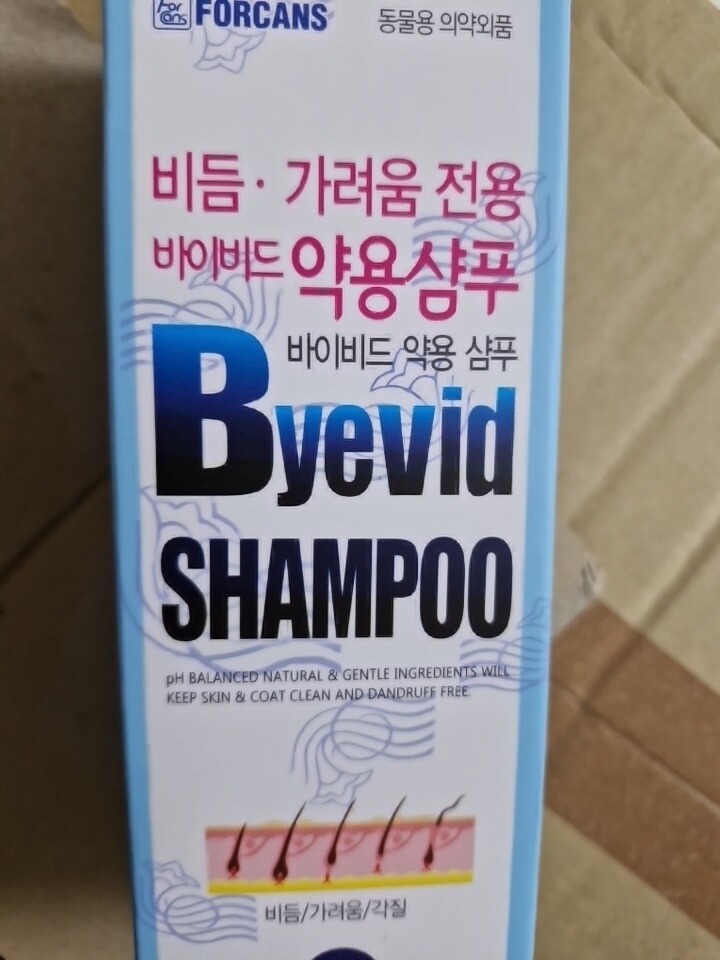 For
cans
FORCANS
동물용 의약외품
비듬· 가려움 전용
바이비드 약용샴푸
바이비드 약용 샴푸
Byevid
SHAMPOO
pH BALANCED NATURAL & GENTLE INGREDIENTS WILL
KEEP SKIN & COAT CLEAN AND DANDRUFF FREE.
비듬/가려움/각질